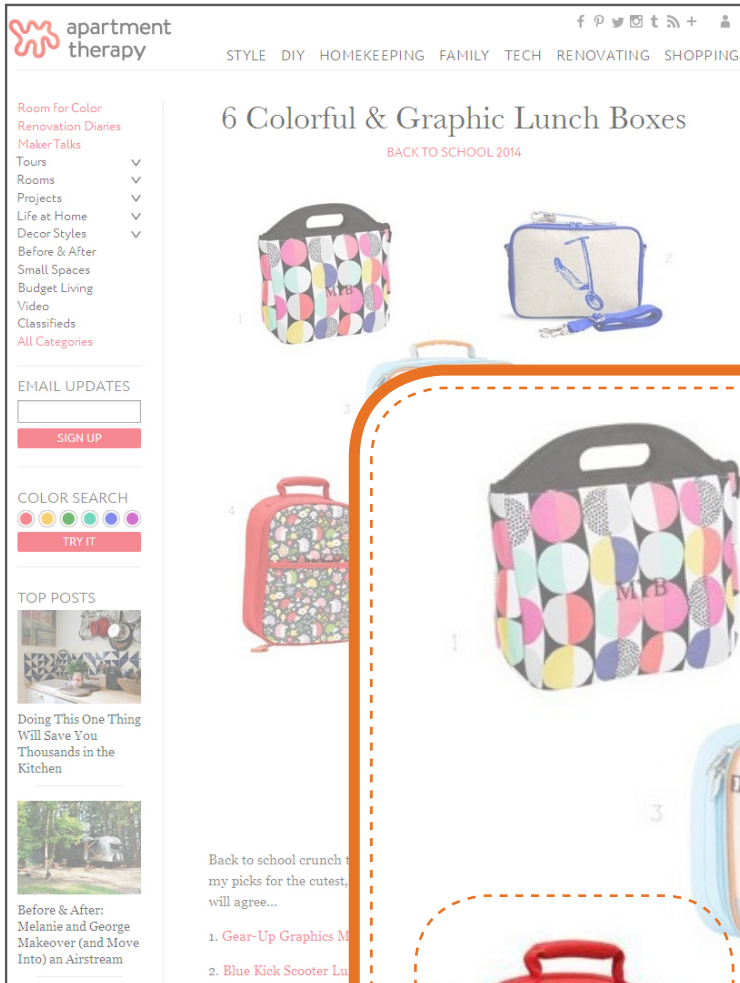 apartment
therapy
STYLE DIY HOMEKEEPING FAMILY TECH RENOVATING SHOPPING
Room for Color
Renovation Diaries
Maker Talks
Tours
Rooms
Projects
Life at Home
Decor Styles
Before & After
Small Spaces
Budget Living
Video
Classifieds
All Categories
EMAIL UPDATES
SIGN UP
COLOR SEARCH
TRY IT
TOP POSTS
Doing This One Thing
Will Save You
Thousands in the
Kitchen
Before & After:
Melanie and George
Makeover (and Move
Into) an Airstream
6 Colorful & Graphic Lunch Boxes
BACK TO SCHOOL 2014
1
MYB
2
3
4
1
MYB
3
Back to school crunch
my picks for the cutest,
will agree...
1. Gear-Up Graphics
2. Blue Kick Scooter